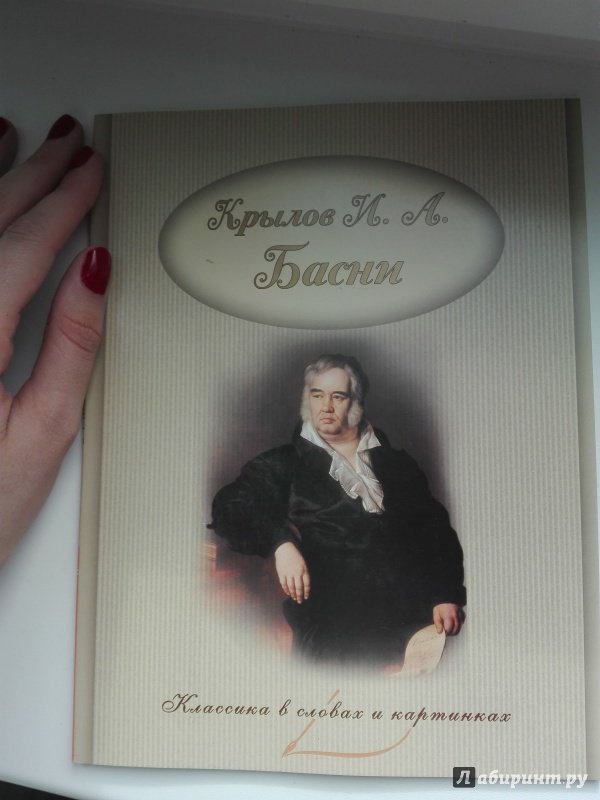 Крылов И. А.
Басни
Классика в словах и картинках
Лабиринт.ру